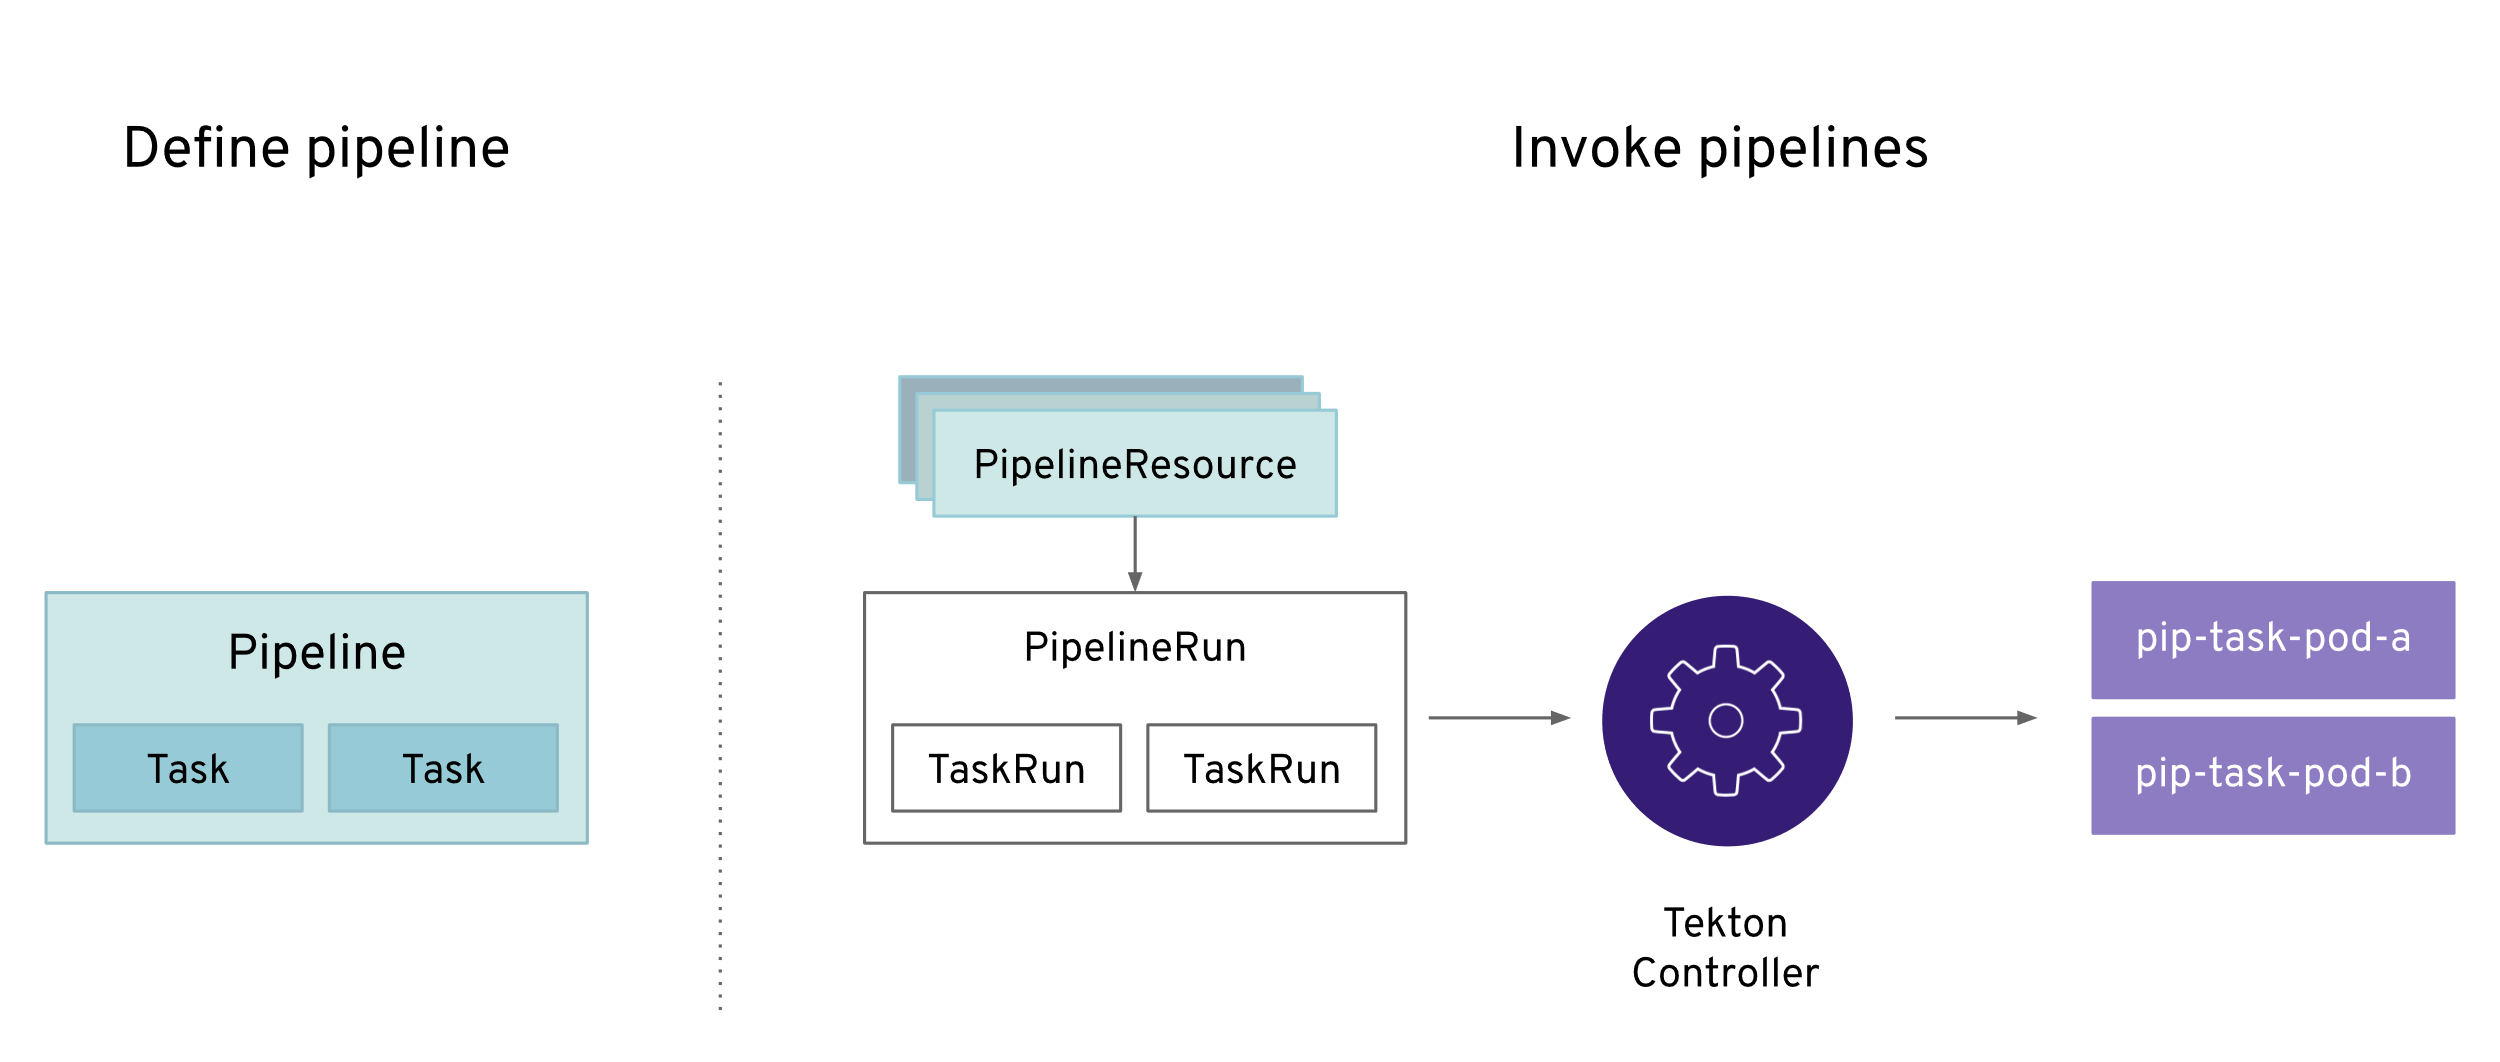 Define pipeline
Invoke pipelines
PipelineResource
Pipeline
Task
Task
PipelineRun
TaskRun
TaskRun
Tekton
Controller
pip-task-pod-a
pip-task-pod-b